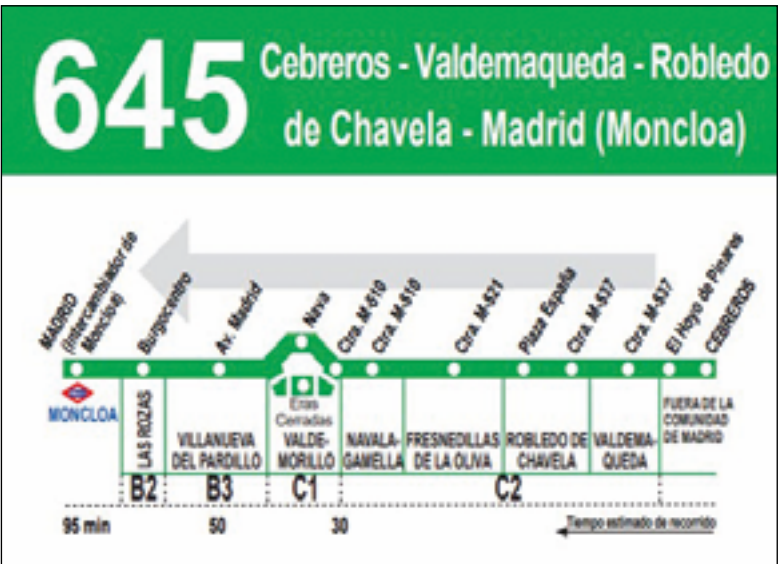 645
Cebreros - Valdemaqueda - Robledo
de Chavela - Madrid (Moncloa)
MADRID
(Intercambiador de
Moncloa)
Burgocentro
Av. Madrid
Nava
Ctra. M-510
Ctra. M-510
Ctra. M-521
Plaza España
Ctra. M-537
Ctra. M-537
El Hoyo de Pinares
CEBREROS
MONCLOA
Eras
Cerradas
LAS ROZAS
VILLANUEVA
DEL PARDILLO
VALDE-
MORILLO
NAVALA-
GAMELLA
FRESNEDILLAS
DE LA OLIVA
ROBLEDO DE
CHAVELA
VALDEMA-
QUEDA
FUERA DE LA
COMUNIDAD
DE MADRID
B2 B3 C1 C2
95 min 50 30 Tiempo estimado de recorrido